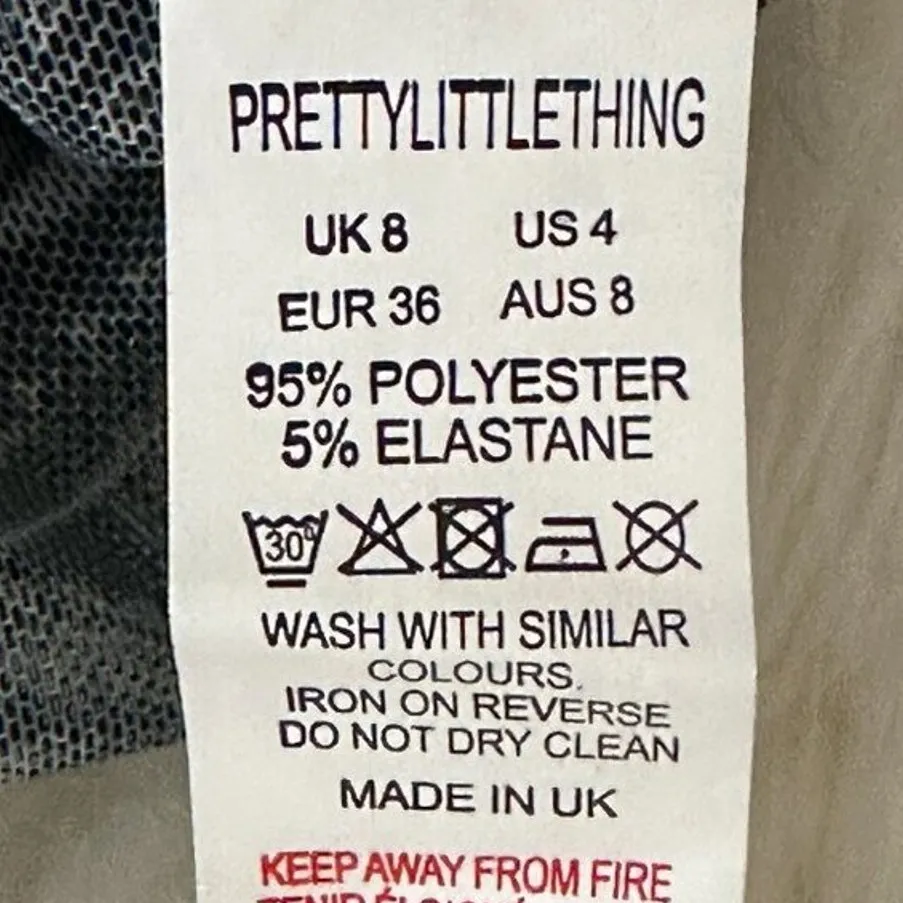 PRETTYLITTLETHING
UK 8 US 4
EUR 36 AUS 8
95% POLYESTER
5% ELASTANE
30°
WASH WITH SIMILAR
COLOURS.
IRON ON REVERSE
DO NOT DRY CLEAN
MADE IN UK
KEEP AWAY FROM FIRE